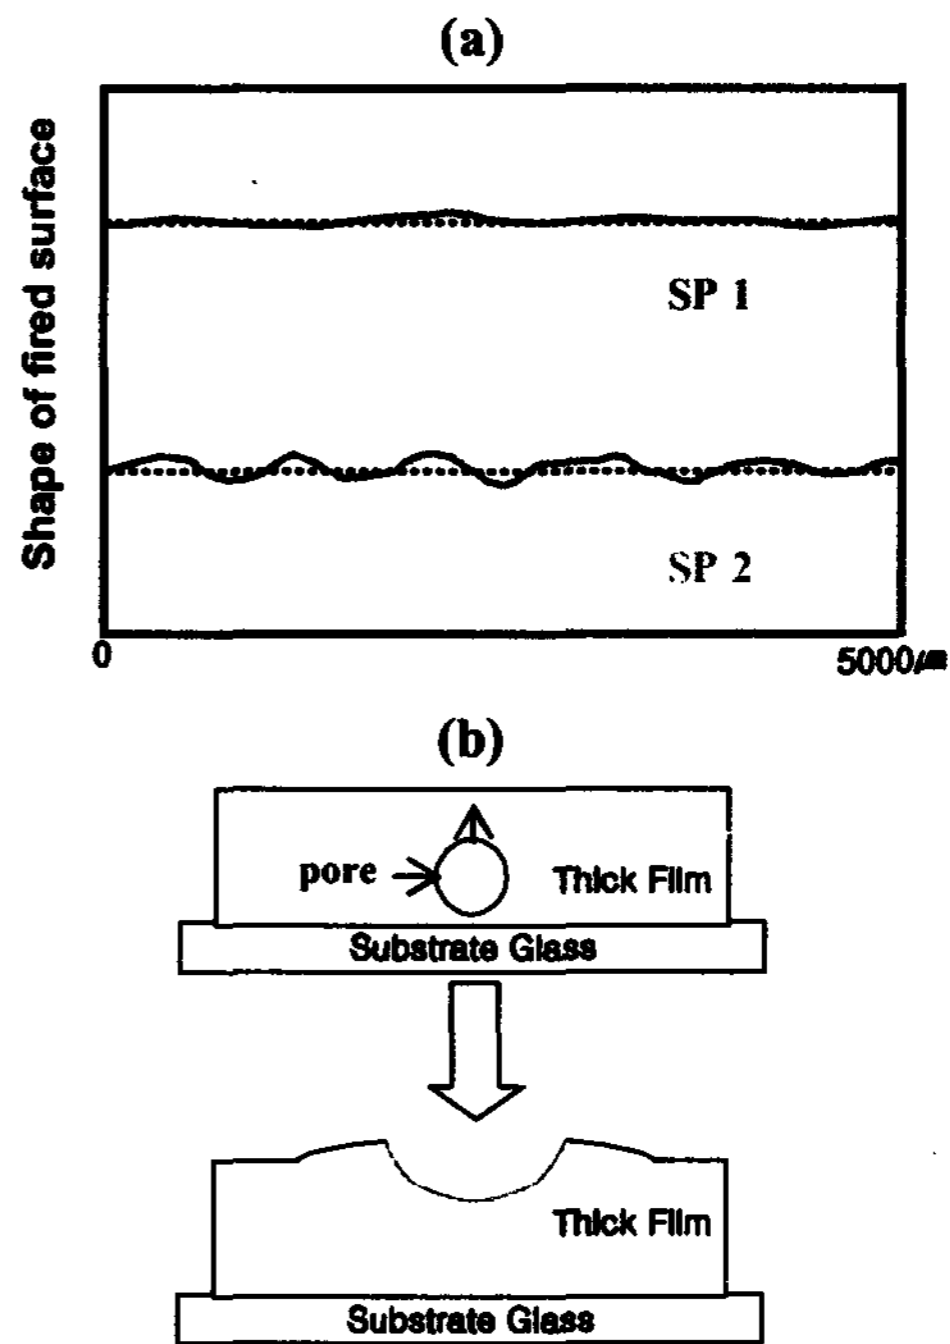 (a)
Shape of fired surface
SP 1
SP 2
0
5000㎛
(b)
pore
Thick Film
Substrate Glass
Thick Film
Substrate Glass